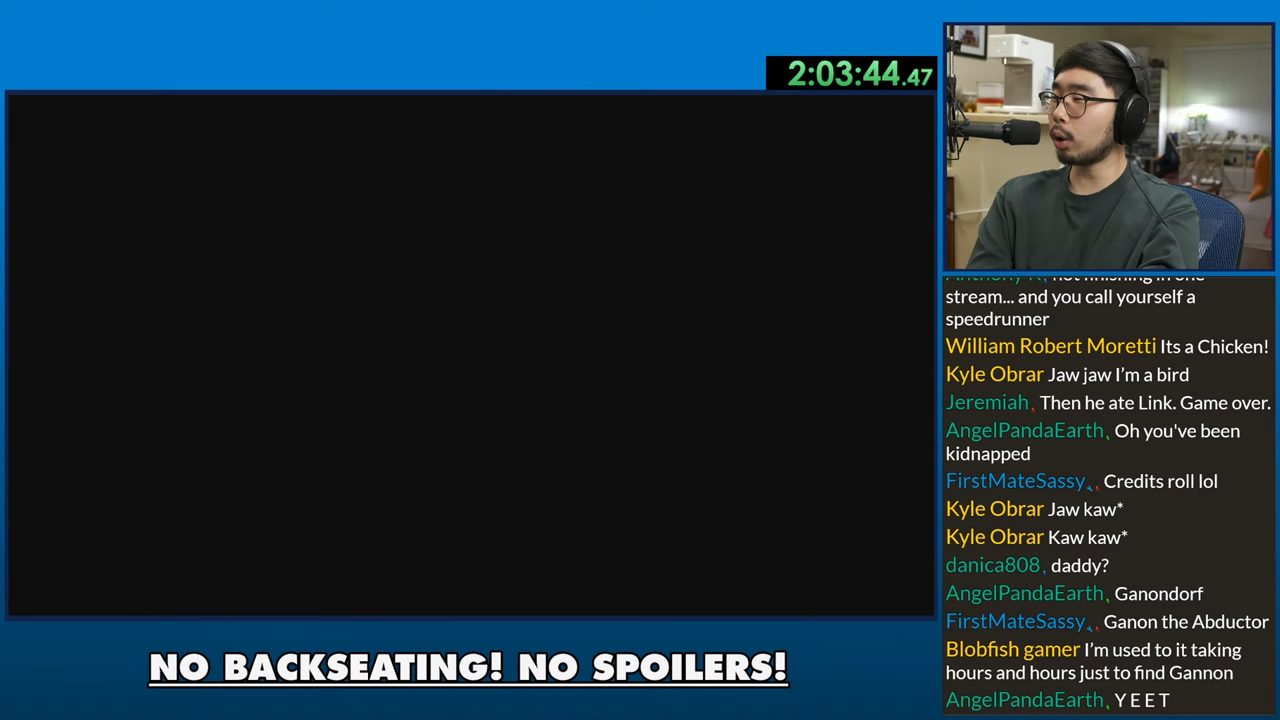 2:03:44.47
stream... and you call yourself a
speedrunner
William Robert Moretti Its a Chicken!
Kyle Obrar Jaw jaw I'm a bird
Jeremiah Then he ate Link. Game over.
AngelPandaEarth Oh you've been
kidnapped
FirstMateSassy Credits roll lol
Kyle Obrar Jaw kaw*
Kyle Obrar Kaw kaw*
danica808 daddy?
AngelPandaEarth Ganondorf
FirstMateSassy Ganon the Abductor
Blobfish gamer I'm used to it taking
hours and hours just to find Gannon
AngelPandaEarth Y E E T
NO BACKSEATING! NO SPOILERS!